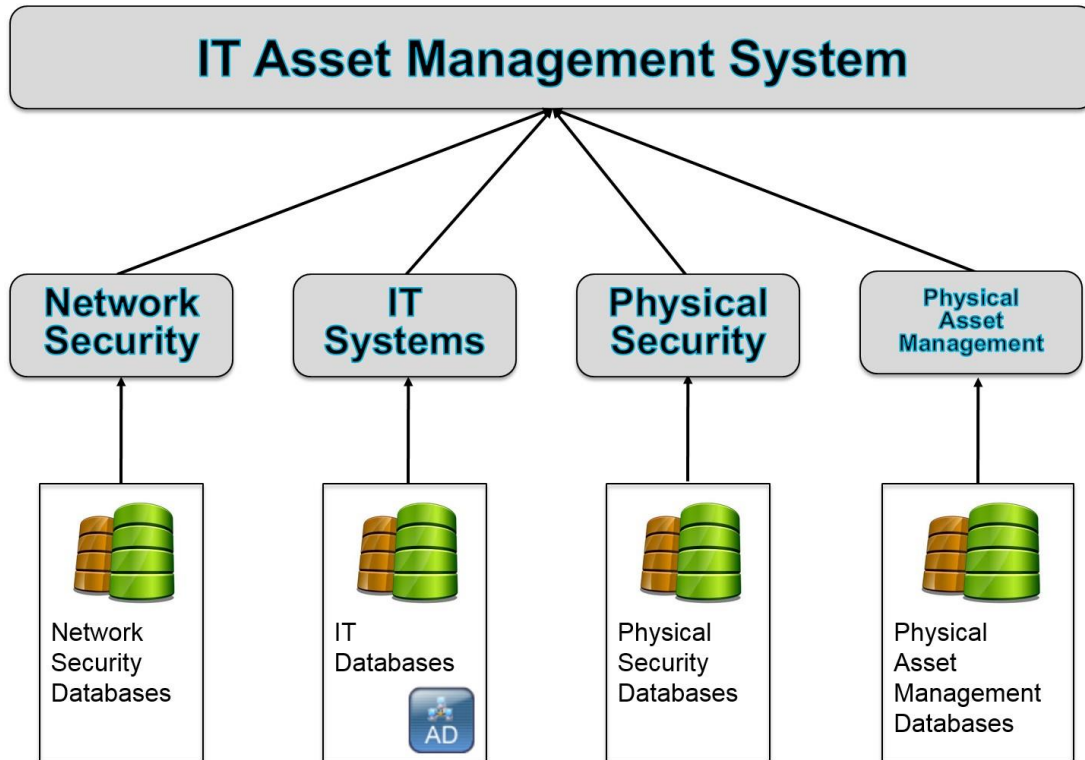 IT Asset Management System
Network
Security
IT
Systems
Physical
Security
Physical
Asset
Management
Network
Security
Databases
IT
Databases
AD
Physical
Security
Databases
Physical
Asset
Management
Databases